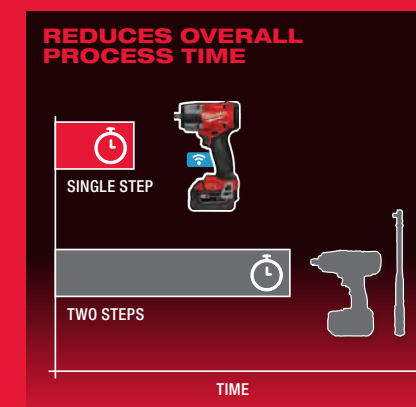 REDUCES OVERALL
PROCESS TIME
SINGLE STEP
TWO STEPS
TIME